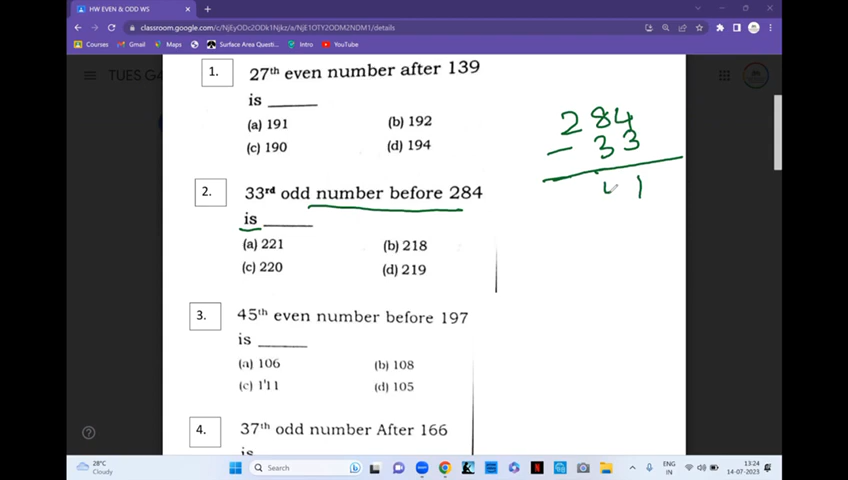 HW EVEN & ODD WS
classroom.google.com/c/NjEyODc2ODk1Njkz/a/NjE1OTY2ODM2NDM1/details
Courses
Gmail
Maps
Surface Area Questi...
Intro
YouTube
TUES G4
1.
27th even number after 139
is ______
(a) 191
(b) 192
(c) 190
(d) 194
284
- 33
1
2.
33rd odd number before 284
is ______
(a) 221
(b) 218
(c) 220
(d) 219
3.
45th even number before 197
is ______
(a) 106
(b) 108
(c) 1'11
(d) 105
4.
37th odd number After 166
is
28°C
Cloudy
Search
ENG
IN
13:24
14-07-2023